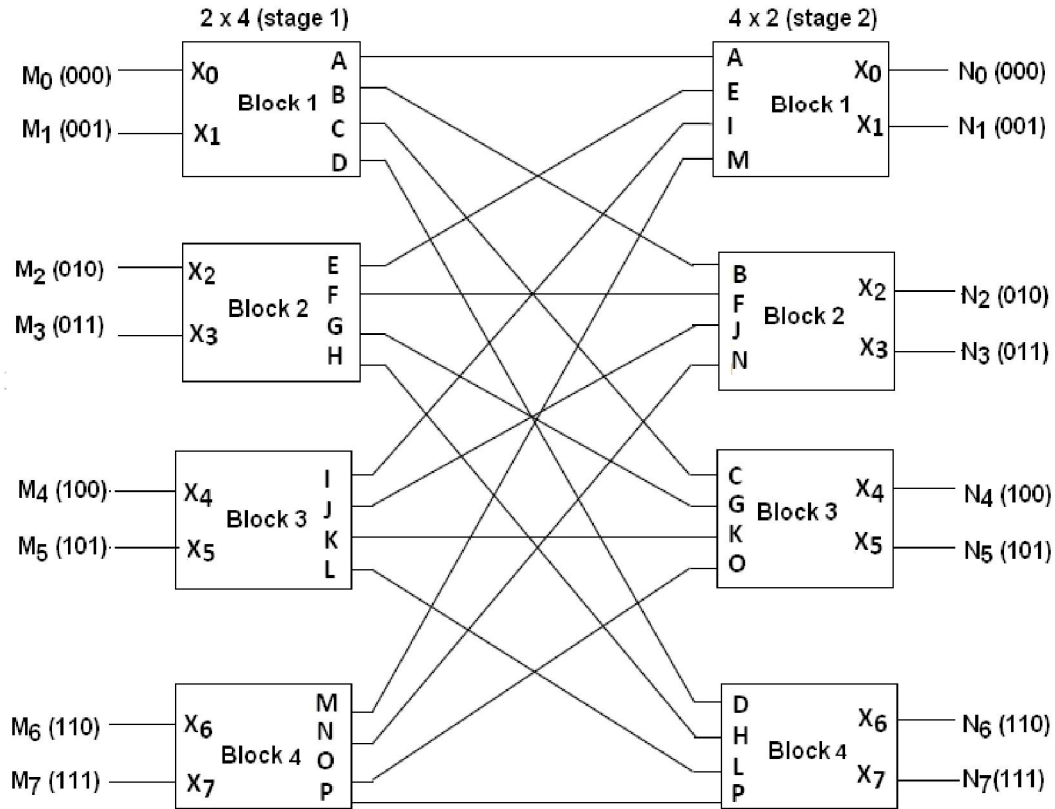 2 x 4 (stage 1)
4 x 2 (stage 2)
M0 (000)
M1 (001)
X0
X1
Block 1
A
B
C
D
A
E
I
M
Block 1
X0
X1
N0 (000)
N1 (001)
M2 (010)
M3 (011)
X2
X3
Block 2
E
F
G
H
B
F
J
N
Block 2
X2
X3
N2 (010)
N3 (011)
M4 (100)
M5 (101)
X4
X5
Block 3
I
J
K
L
C
G
K
O
Block 3
X4
X5
N4 (100)
N5 (101)
M6 (110)
M7 (111)
X6
X7
Block 4
M
N
O
P
D
H
L
P
Block 4
X6
X7
N6 (110)
N7(111)